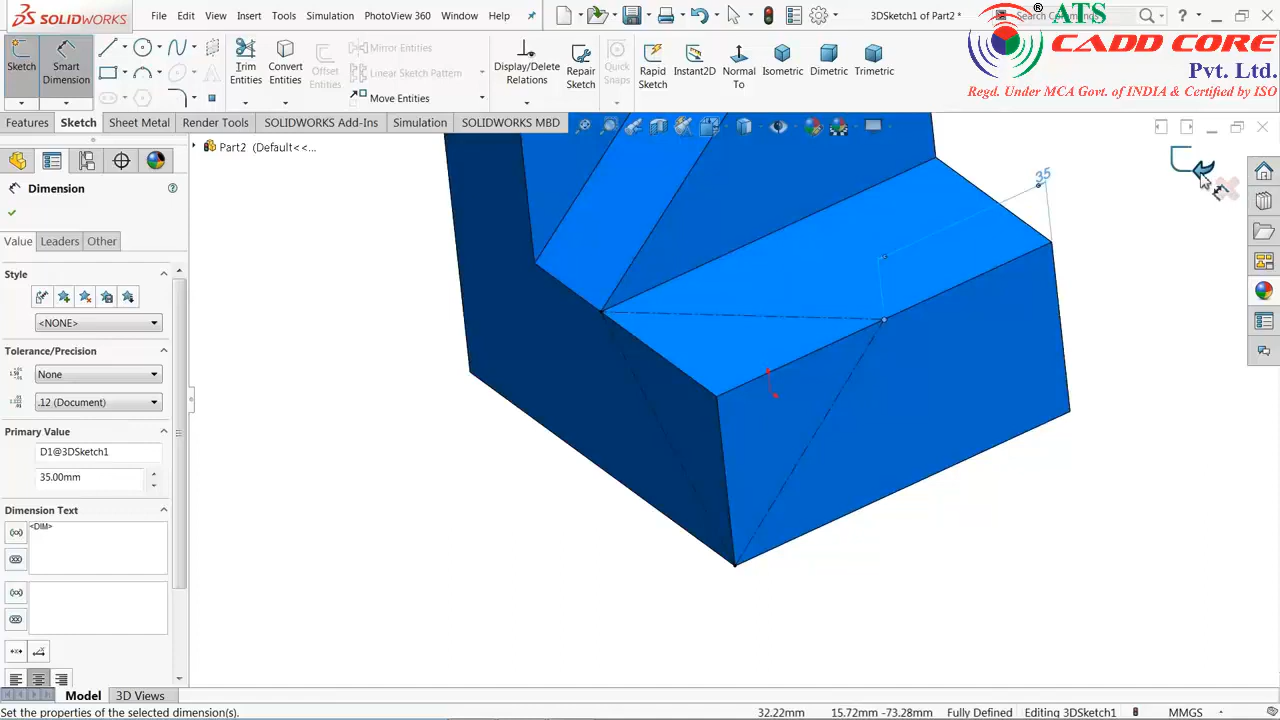 SOLIDWORKS
File Edit View Insert Tools Simulation PhotoView 360 Window Help
3DSketch1 of Part2 *
Search Commands
®
ATS
CADD CORE
Pvt. Ltd.
Regd. Under MCA Govt. of INDIA & Certified by ISO
Sketch
Smart Dimension
Trim Entities
Convert Entities
Offset Entities
Mirror Entities
Linear Sketch Pattern
Move Entities
Display/Delete Relations
Repair Sketch
Quick Snaps
Rapid Sketch
Instant2D
Normal To
Isometric
Dimetric
Trimetric
Features Sketch Sheet Metal Render Tools SOLIDWORKS Add-Ins Simulation SOLIDWORKS MBD
Part2 (Default<<...
Dimension
Value Leaders Other
Style
<NONE>
Tolerance/Precision
None
.12 (Document)
Primary Value
D1@3DSketch1
35.00mm
Dimension Text
<DIM>
35
Model 3D Views
Set the properties of the selected dimension(s).
32.22mm 15.72mm -73.28mm Fully Defined Editing 3DSketch1 MMGS